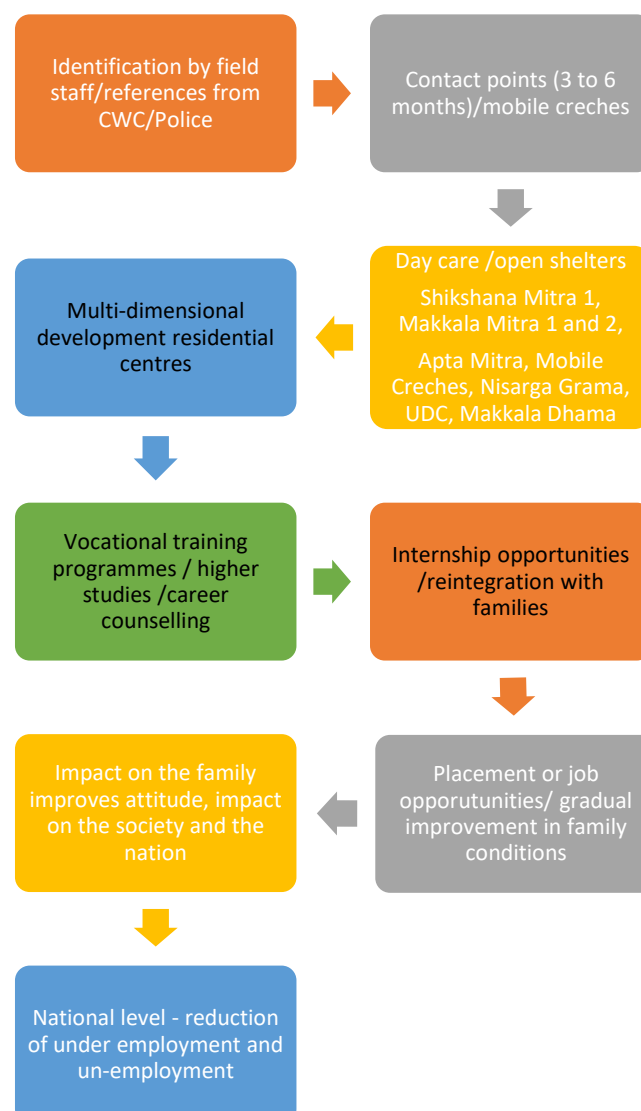 Identification by field
staff/references from
CWC/Police
Contact points (3 to 6
months)/mobile creches
Day care /open shelters
Shikshana Mitra 1,
Makkala Mitra 1 and 2,
Apta Mitra, Mobile
Creches, Nisarga Grama,
UDC, Makkala Dhama
Multi-dimensional
development residential
centres
Vocational training
programmes / higher
studies /career
counselling
Internship opportunities
/reintegration with
families
Placement or job
opporutunities/ gradual
improvement in family
conditions
Impact on the family
improves attitude, impact
on the society and the
nation
National level - reduction
of under employment and
un-employment